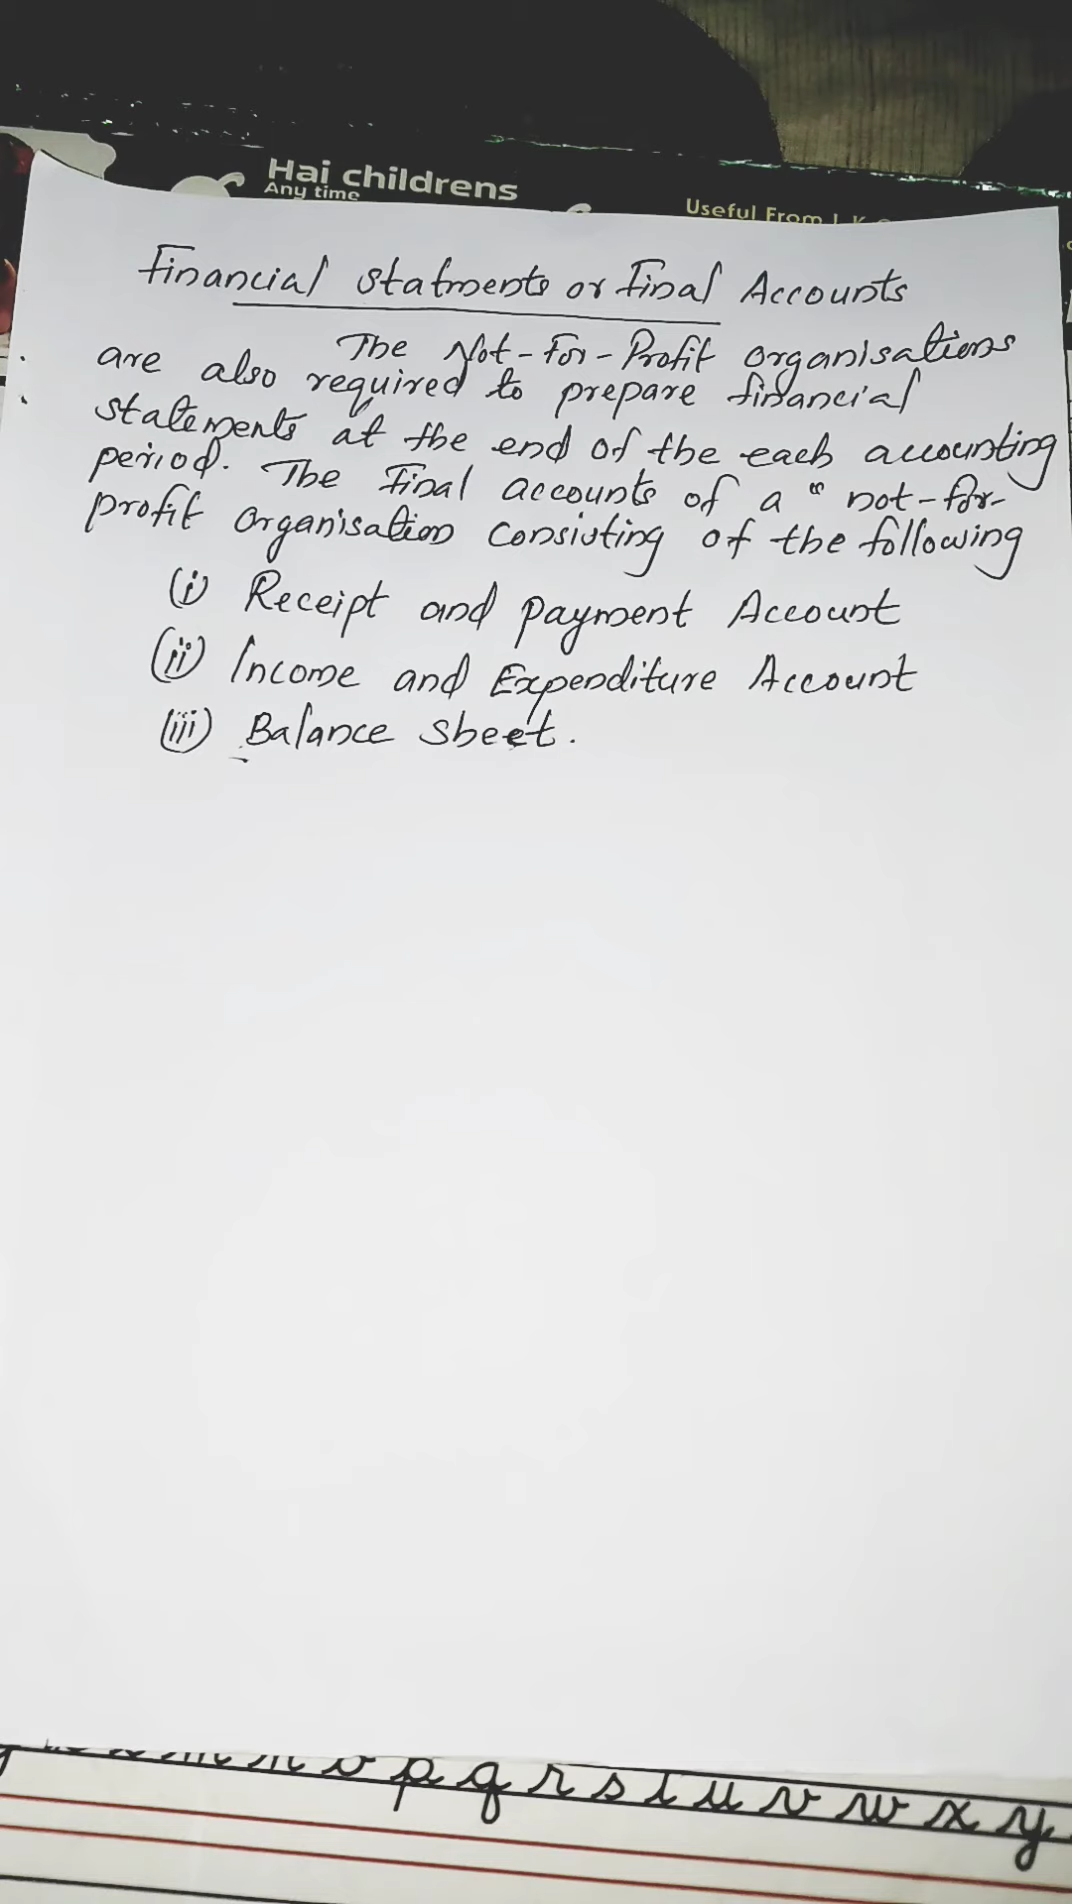 Hai childrens
Any time
Useful From L K
Financial statments or Final Accounts
The Not-For-Profit organisations
are also required to prepare financial
statements at the end of the each accounting
period. The Final accounts of a " not-for-
profit organisation consisting of the following
(i) Receipt and payment Account
(ii) Income and Expenditure Account
(iii) Balance sheet.
m n o p q r s t u v w x y